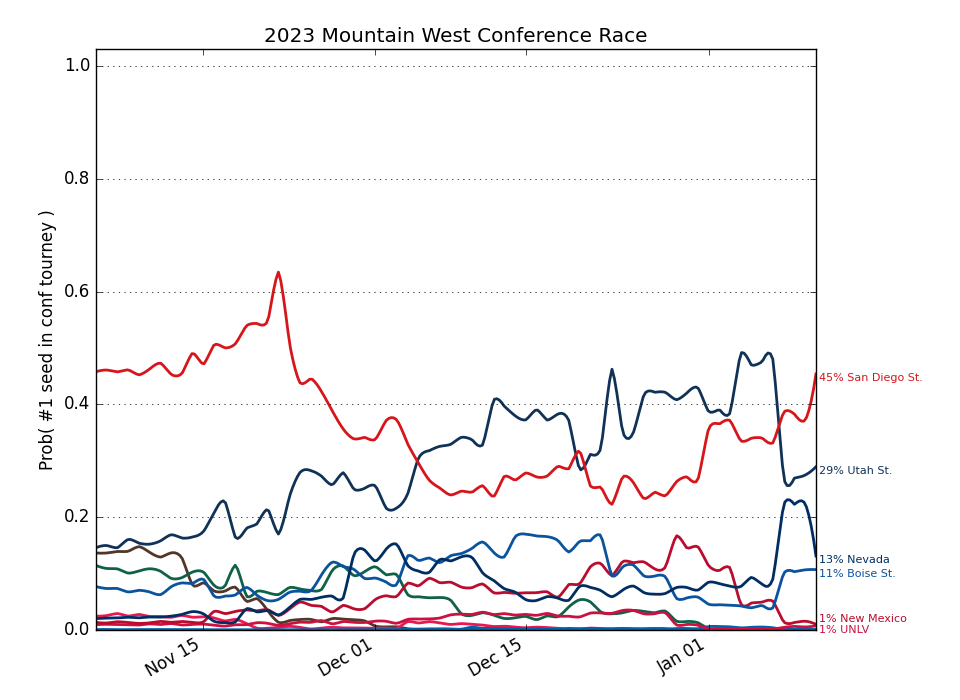 2023 Mountain West Conference Race
Prob( #1 seed in conf tourney )
1.0
0.8
0.6
0.4
0.2
0.0
Nov 15
Dec 01
Dec 15
Jan 01
45% San Diego St.
29% Utah St.
13% Nevada
11% Boise St.
1% New Mexico
1% UNLV